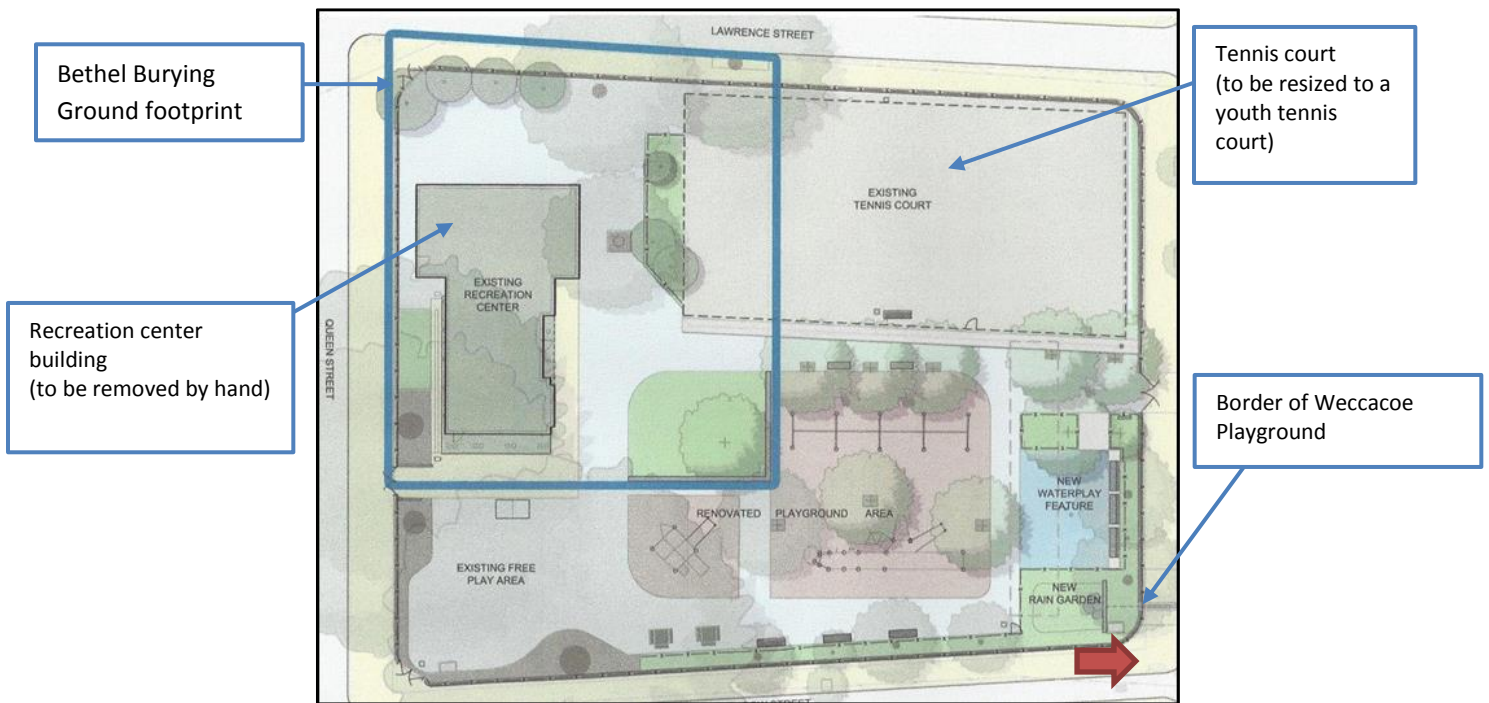 Bethel Burying
Ground footprint
LAWRENCE STREET
Tennis court
(to be resized to a
youth tennis
court)
EXISTING
TENNIS COURT
EXISTING
RECREATION
CENTER
Recreation center
building
(to be removed by hand)
QUEEN STREET
Border of Weccacoe
Playground
NEW
WATERPLAY
FEATURE
RENOVATED PLAYGROUND AREA
EXISTING FREE
PLAY AREA
NEW
RAIN GARDEN
STREET